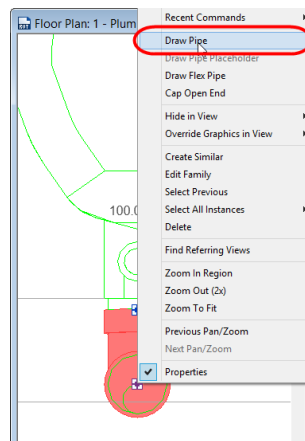 Floor Plan: 1 - Plum
Recent Commands
Draw Pipe
Draw Pipe Placeholder
Draw Flex Pipe
Cap Open End
Hide in View
Override Graphics in View
Create Similar
Edit Family
Select Previous
Select All Instances
Delete
Find Referring Views
Zoom In Region
Zoom Out (2x)
Zoom To Fit
Previous Pan/Zoom
Next Pan/Zoom
Properties
100.0